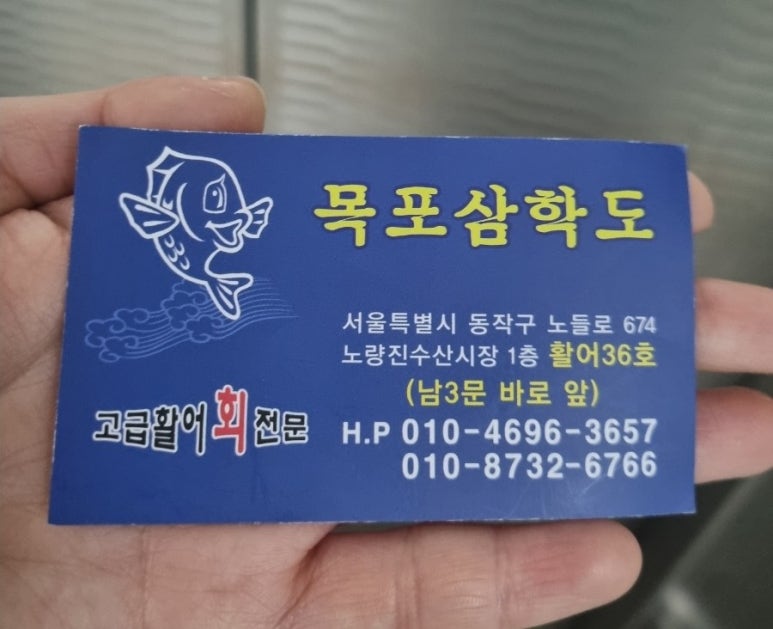 목포삼학도
서울특별시 동작구 노들로 674
노량진수산시장 1층 활어36호
(남3문 바로 앞)
고급활어회전문
H.P 010-4696-3657
010-8732-6766